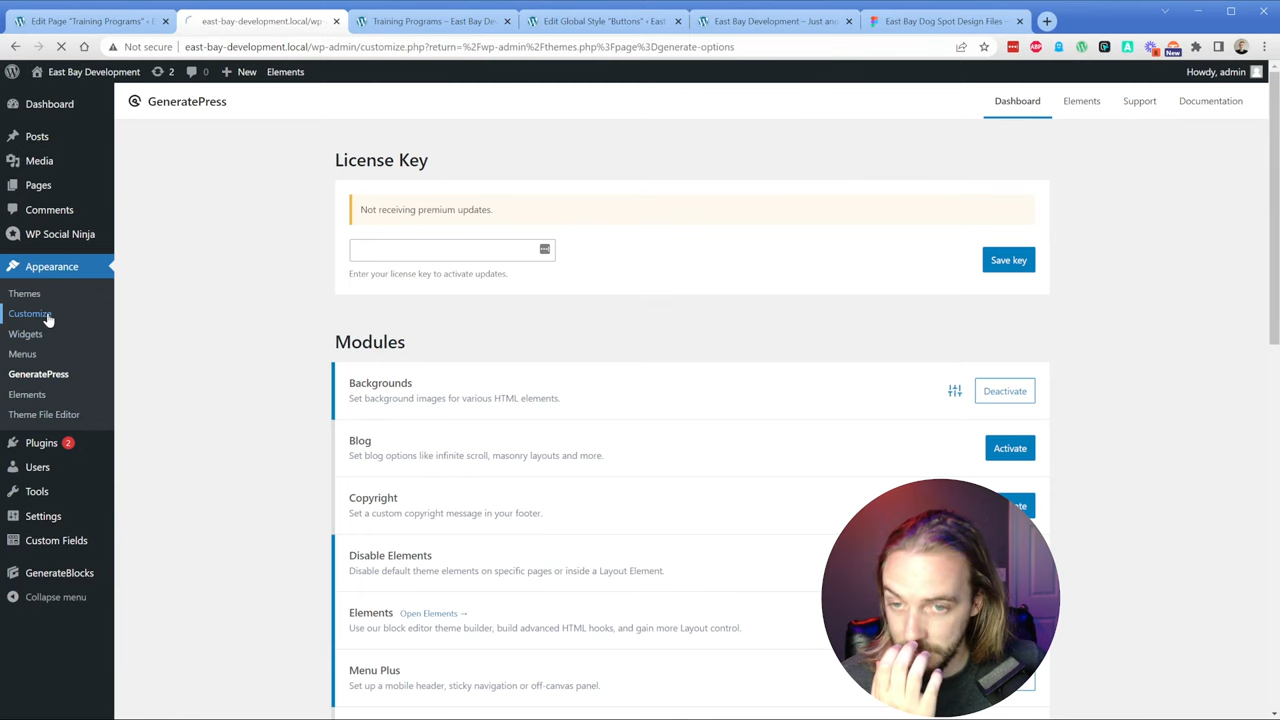 Edit Page "Training Programs" ‹ E
east-bay-development.local/wp-
Training Programs – East Bay De
Edit Global Style "Buttons" ‹ East
East Bay Development – Just an
East Bay Dog Spot Design Files –
Not secure
east-bay-development.local/wp-admin/customize.php?return=%2Fwp-admin%2Fthemes.php%3Fpage%3Dgenerate-options
ABP
New
East Bay Development
2
0
New
Elements
Howdy, admin
Dashboard
Posts
Media
Pages
Comments
WP Social Ninja
Appearance
Themes
Customize
Widgets
Menus
GeneratePress
Elements
Theme File Editor
Plugins 2
Users
Tools
Settings
Custom Fields
GenerateBlocks
Collapse menu
GeneratePress
Dashboard
Elements
Support
Documentation
License Key
Not receiving premium updates.
Enter your license key to activate updates.
Save key
Modules
Backgrounds
Set background images for various HTML elements.
Deactivate
Blog
Set blog options like infinite scroll, masonry layouts and more.
Activate
Copyright
Set a custom copyright message in your footer.
Disable Elements
Disable default theme elements on specific pages or inside a Layout Element.
Elements Open Elements →
Use our block editor theme builder, build advanced HTML hooks, and gain more Layout control.
Menu Plus
Set up a mobile header, sticky navigation or off-canvas panel.